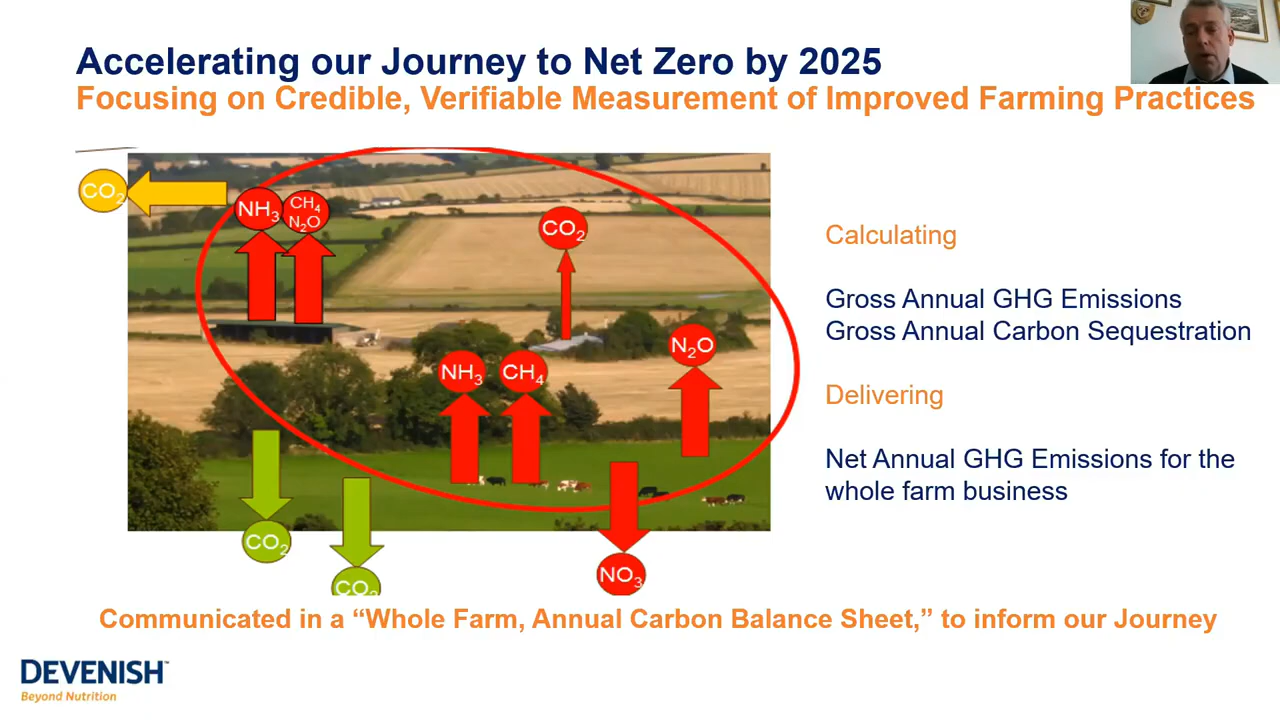 Accelerating our Journey to Net Zero by 2025
Focusing on Credible, Verifiable Measurement of Improved Farming Practices
CO₂
NH₃
CH₄
N₂O
CO₂
N₂O
NH₃
CH₄
CO₂
CO₂
NO₃
Calculating
Gross Annual GHG Emissions
Gross Annual Carbon Sequestration
Delivering
Net Annual GHG Emissions for the
whole farm business
Communicated in a “Whole Farm, Annual Carbon Balance Sheet,” to inform our Journey
DEVENISH™
Beyond Nutrition